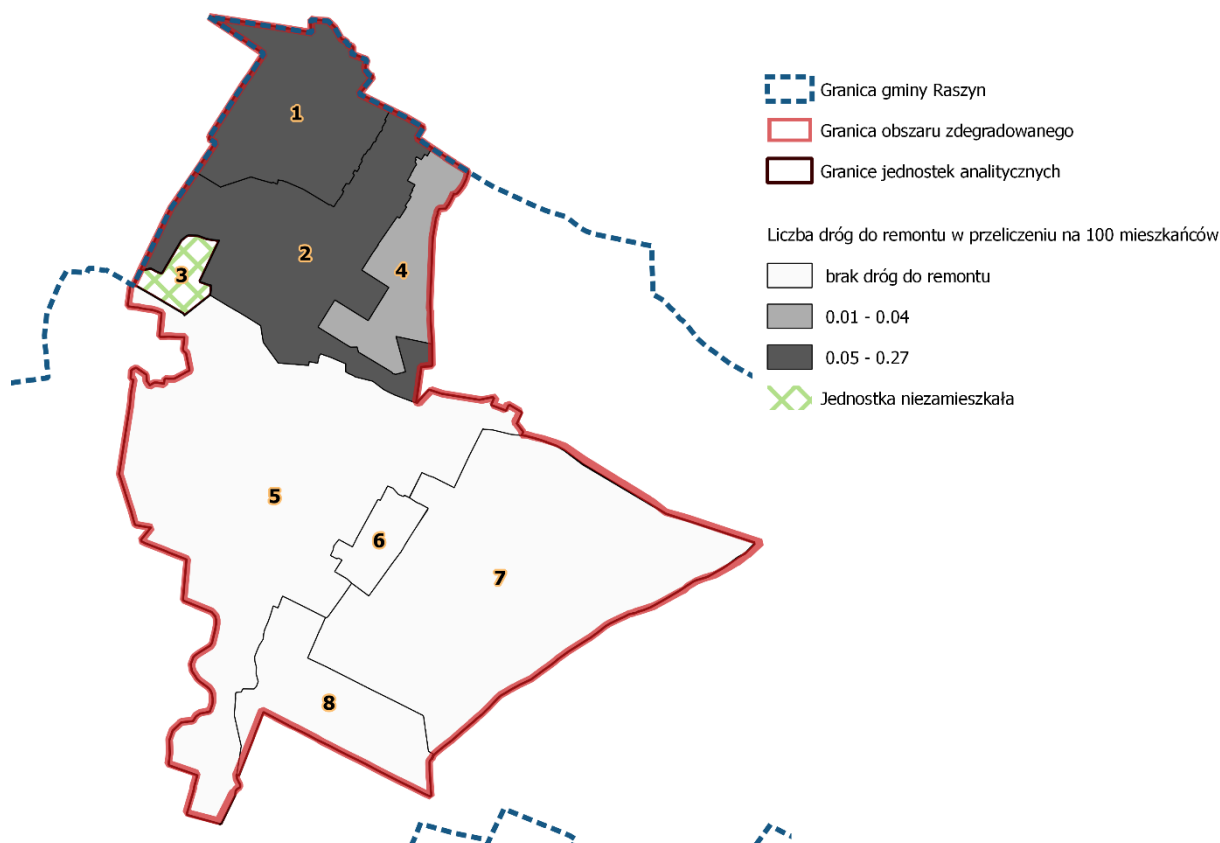 1
2
3
4
5
6
7
8
Granica gminy Raszyn
Granica obszaru zdegradowanego
Granice jednostek analitycznych
Liczba dróg do remontu w przeliczeniu na 100 mieszkańców
brak dróg do remontu
0.01 - 0.04
0.05 - 0.27
Jednostka niezamieszkała